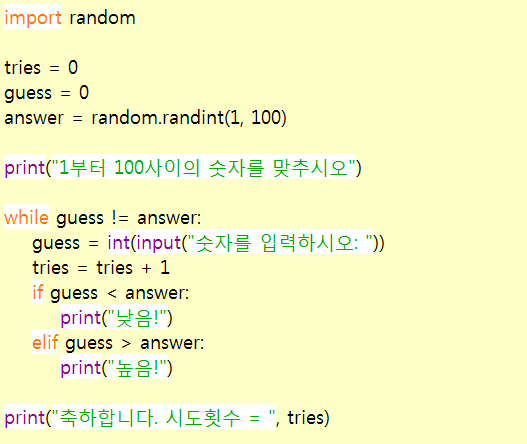 import random
tries = 0
guess = 0
answer = random.randint(1, 100)
print("1부터 100사이의 숫자를 맞추시오")
while guess != answer:
guess = int(input("숫자를 입력하시오: "))
tries = tries + 1
if guess < answer:
print("낮음!")
elif guess > answer:
print("높음!")
print("축하합니다. 시도횟수 = ", tries)